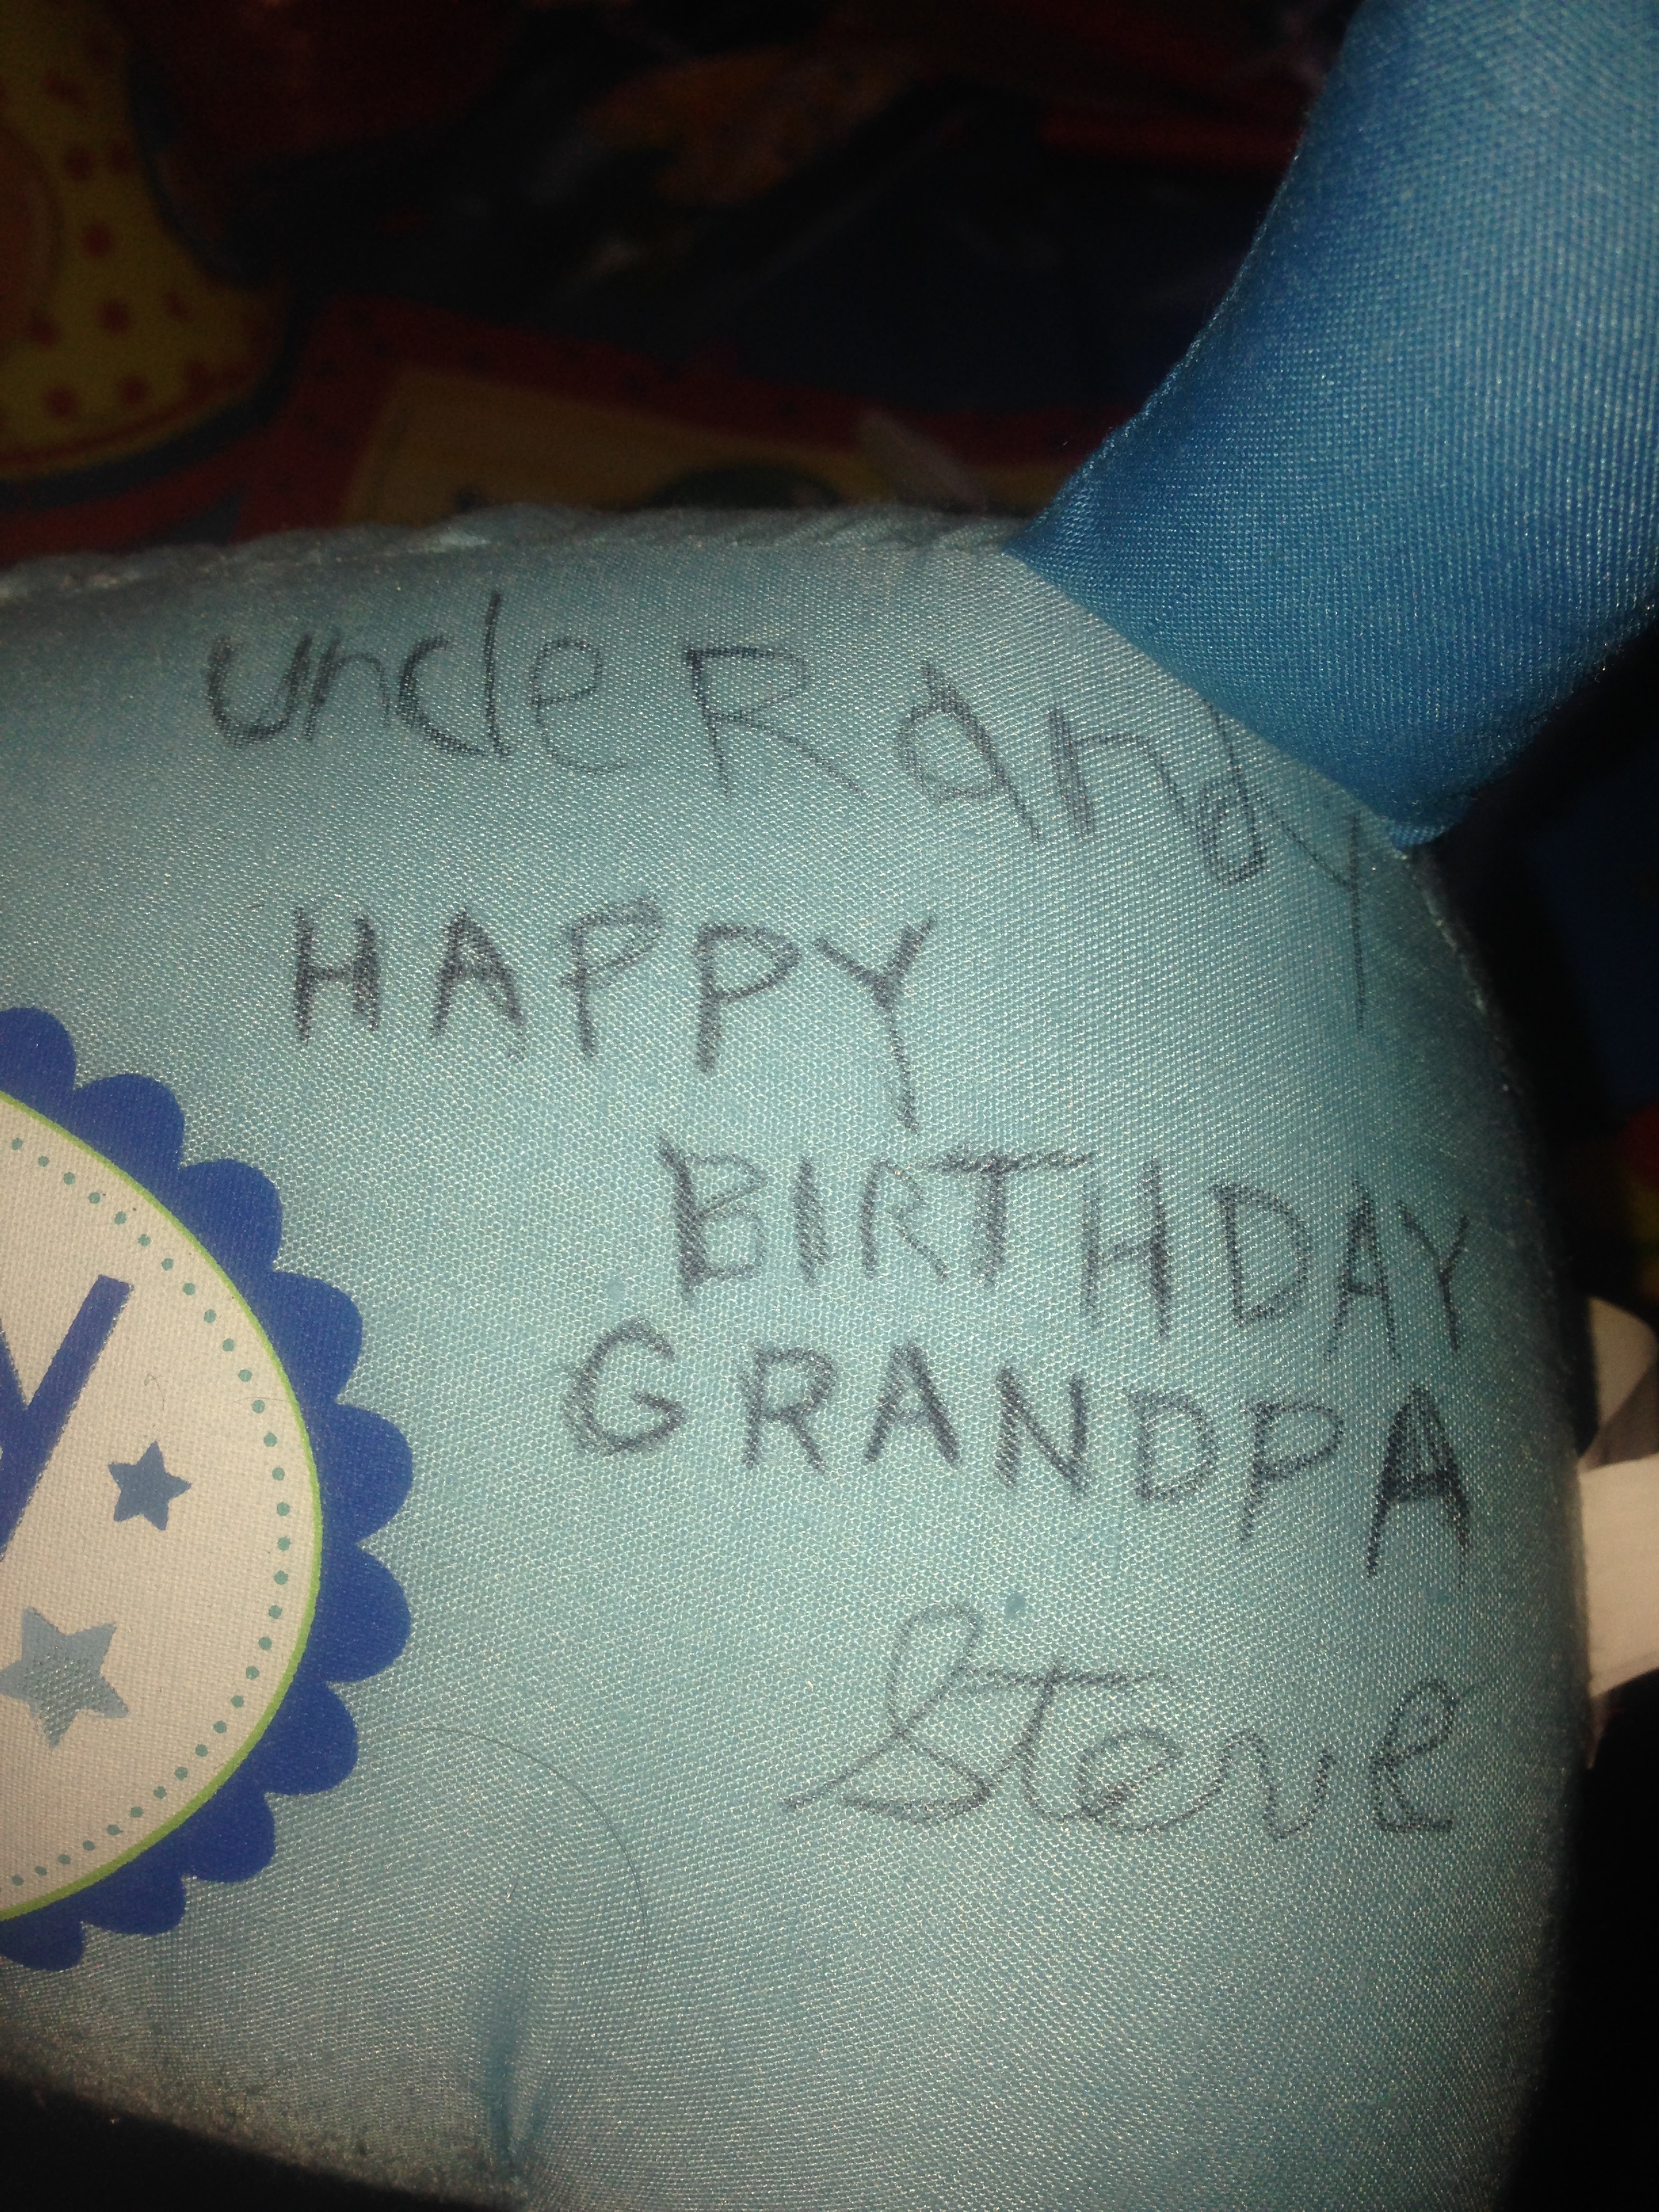 uncle Randy
HAPPY
BIRTHDAY
GRANDPA
Steve
y